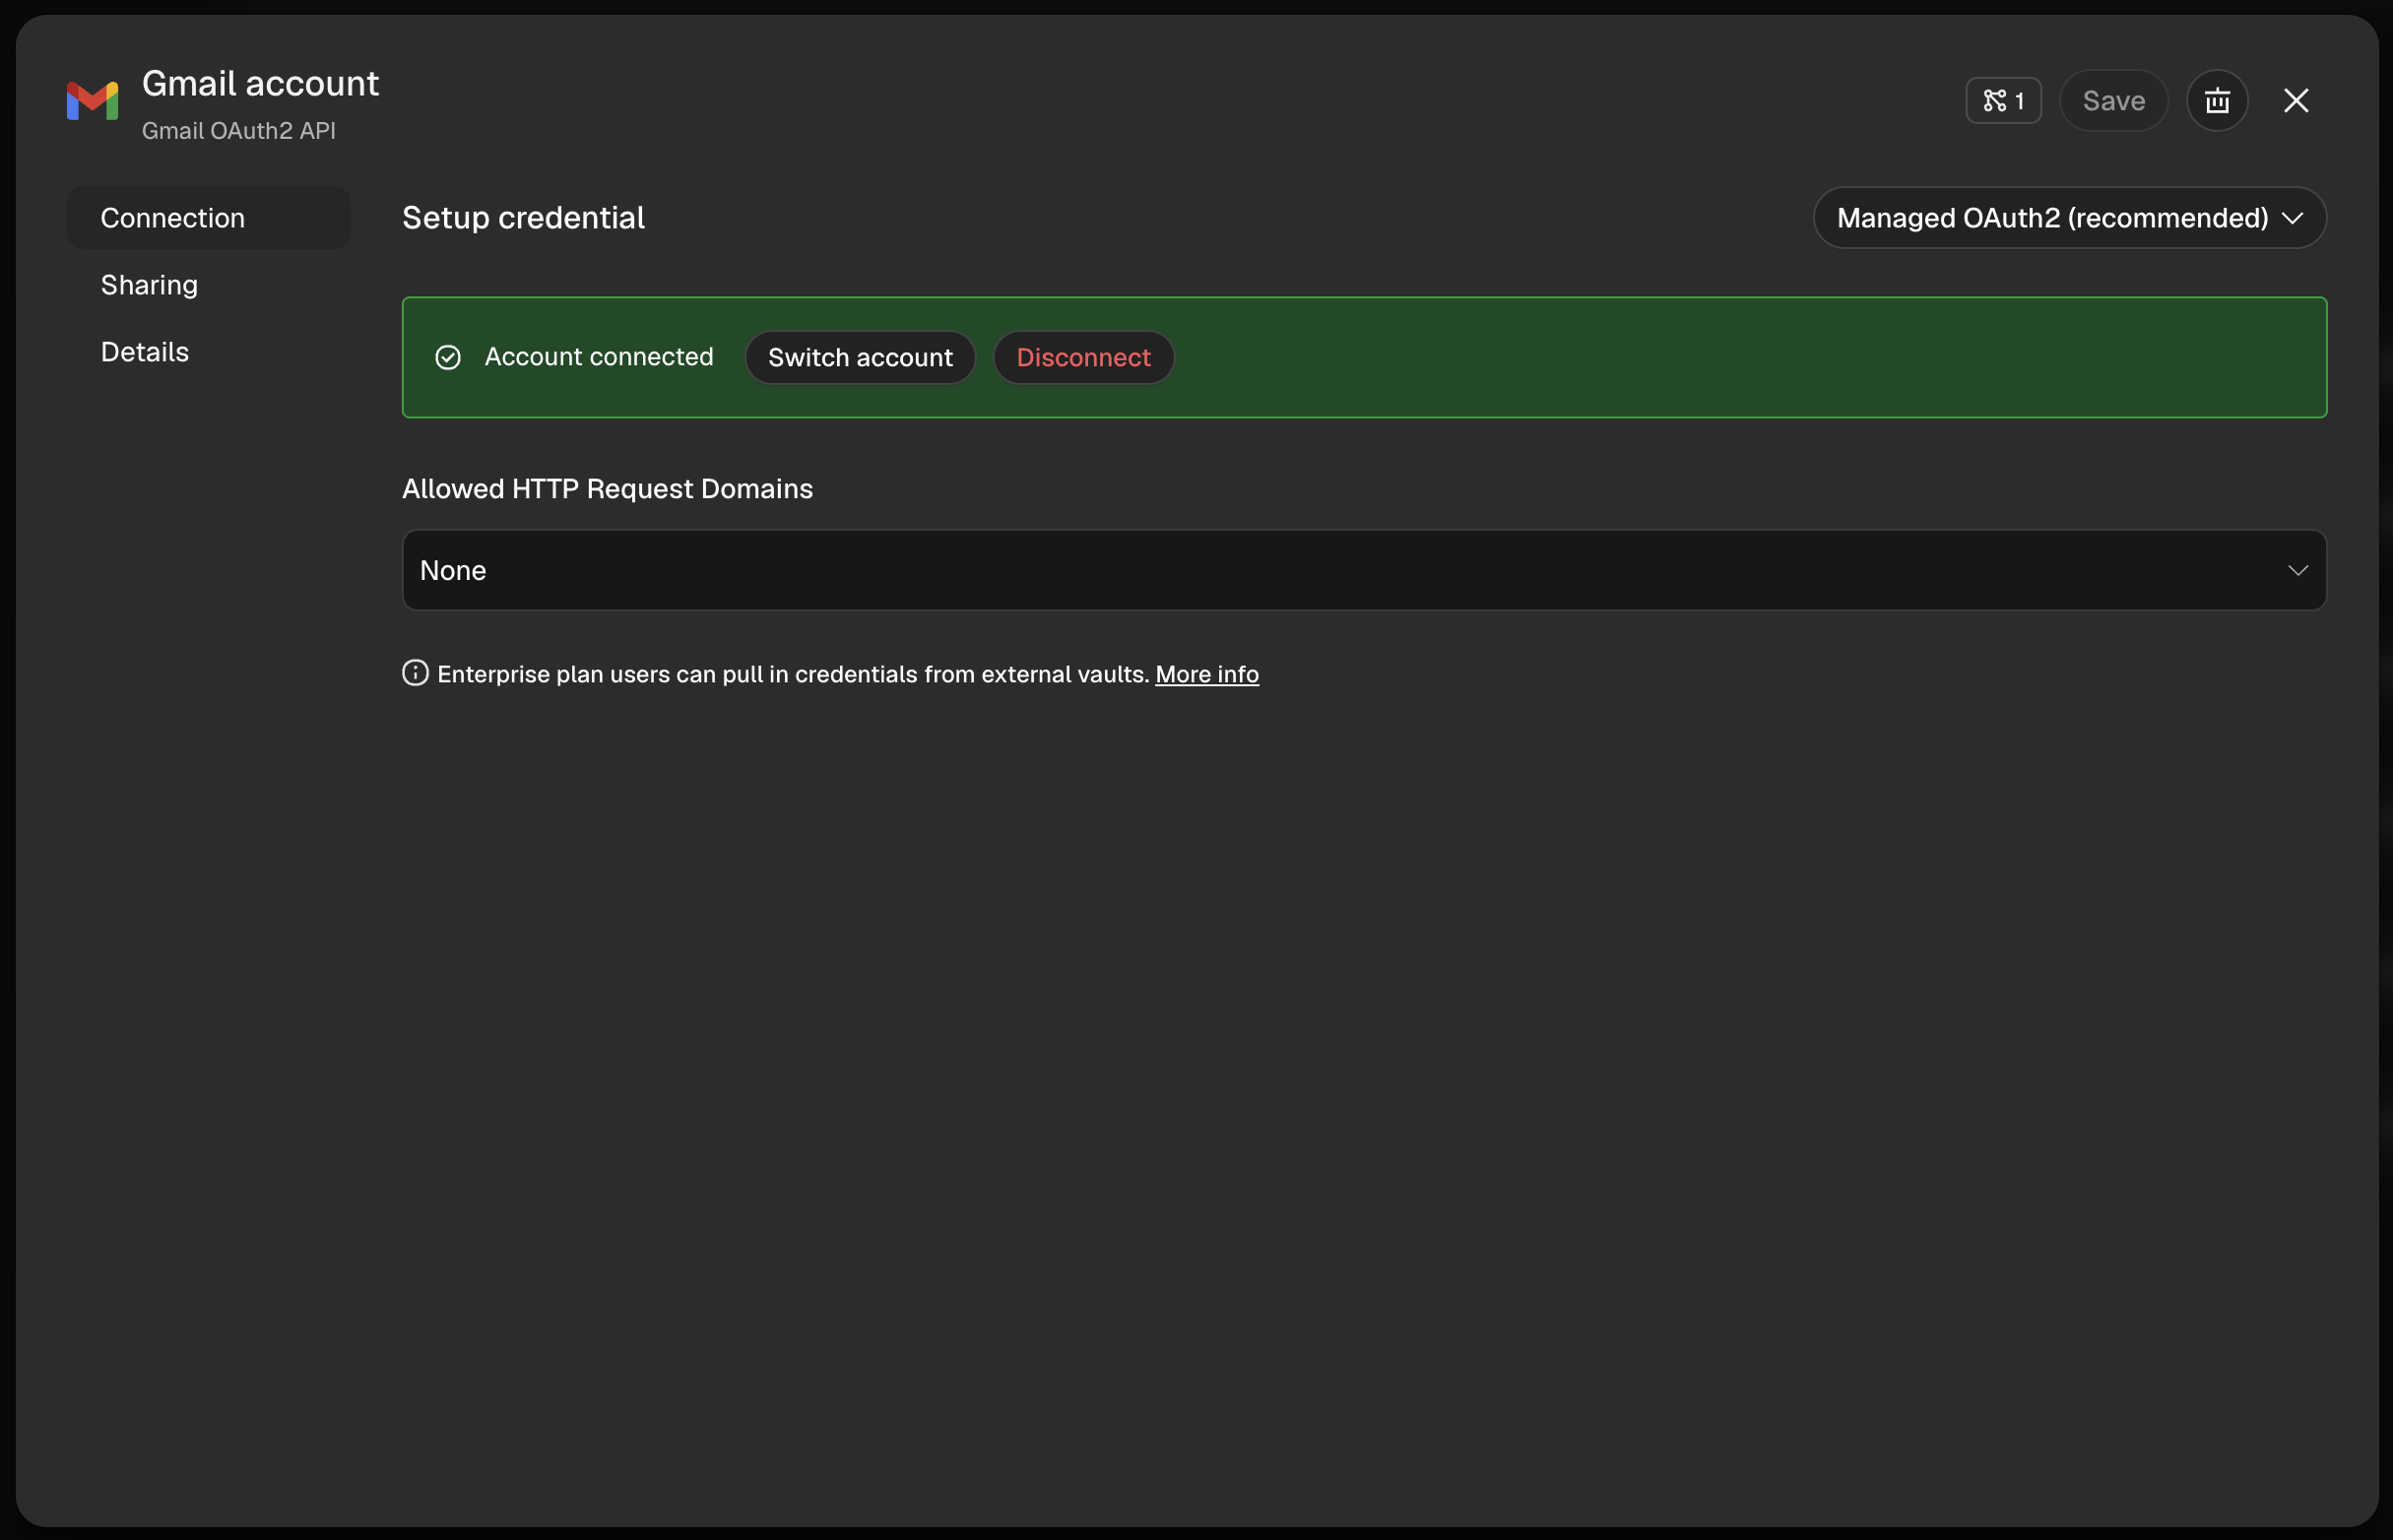 Gmail account
Gmail OAuth2 API
1
Save
Connection
Sharing
Details
Setup credential
Managed OAuth2 (recommended)
Account connected
Switch account
Disconnect
Allowed HTTP Request Domains
None
Enterprise plan users can pull in credentials from external vaults. More info